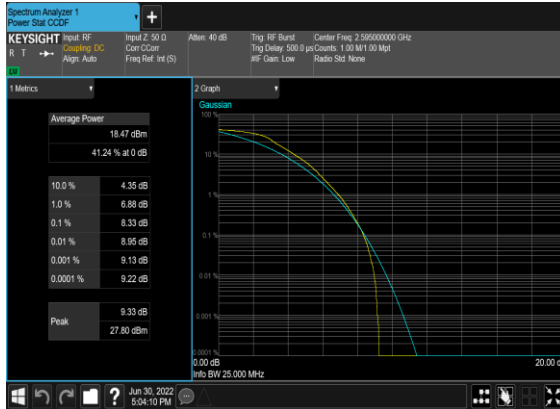 Spectrum Analyzer 1
Power Stat CCDF
+
KEYSIGHT
R T
LU
Input: RF
Coupling: DC
Align: Auto
Input Z: 50 Ω
Corr CCorr
Freq Ref: Int (S)
Atten: 40 dB
Trig: RF Burst
Trig Delay: 500.0 µs
#IF Gain: Low
Center Freq: 2.595000000 GHz
Counts: 1.00 M/1.00 Mpt
Radio Std: None
1 Metrics
Average Power
18.47 dBm
41.24 % at 0 dB
10.0 % 4.35 dB
1.0 % 6.88 dB
0.1 % 8.33 dB
0.01 % 8.95 dB
0.001 % 9.13 dB
0.0001 % 9.22 dB
Peak
9.33 dB
27.80 dBm
2 Graph
Gaussian
100 %
10 %
1 %
0.1 %
0.01 %
0.001 %
0.0001 %
0.00 dB
20.00 d
Info BW 25.000 MHz
?
Jun 30, 2022
5:04:10 PM